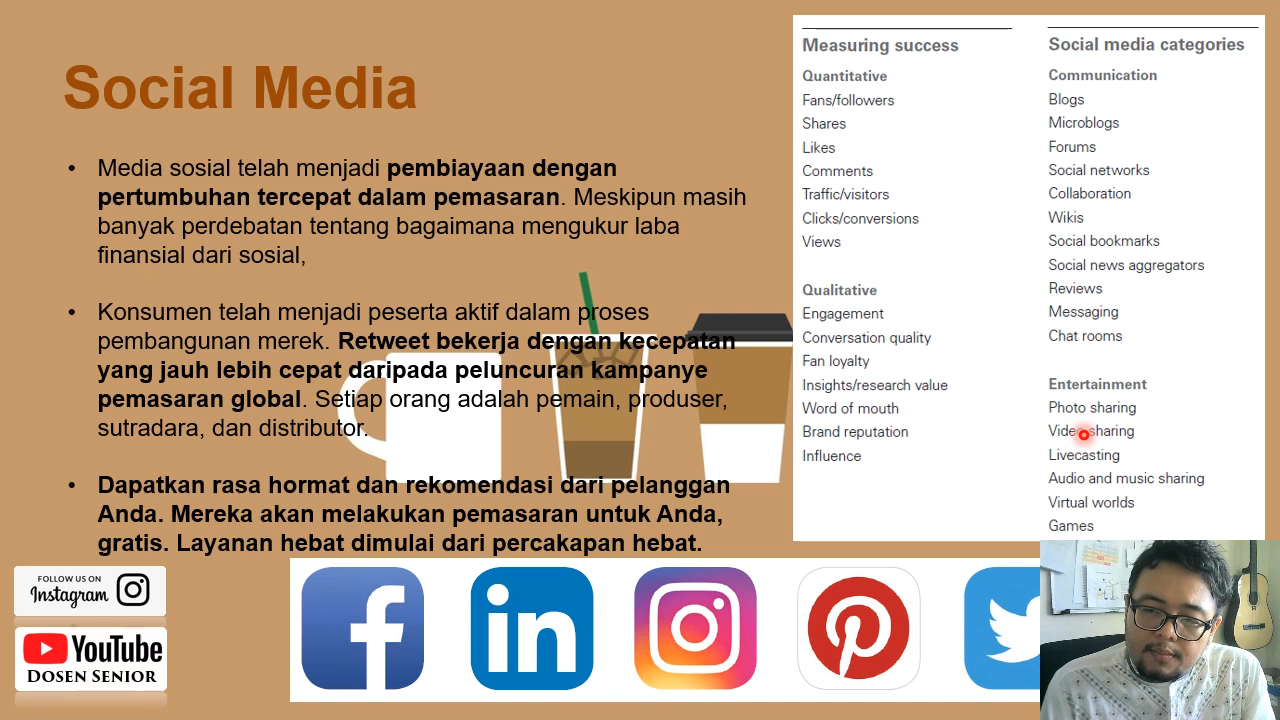 Social Media
• Media sosial telah menjadi pembiayaan dengan
pertumbuhan tercepat dalam pemasaran. Meskipun masih
banyak perdebatan tentang bagaimana mengukur laba
finansial dari sosial,
• Konsumen telah menjadi peserta aktif dalam proses
pembangunan merek. Retweet bekerja dengan kecepatan
yang jauh lebih cepat daripada peluncuran kampanye
pemasaran global. Setiap orang adalah pemain, produser,
sutradara, dan distributor.
• Dapatkan rasa hormat dan rekomendasi dari pelanggan
Anda. Mereka akan melakukan pemasaran untuk Anda,
gratis. Layanan hebat dimulai dari percakapan hebat.
Measuring success
Quantitative
Fans/followers
Shares
Likes
Comments
Traffic/visitors
Clicks/conversions
Views
Qualitative
Engagement
Conversation quality
Fan loyalty
Insights/research value
Word of mouth
Brand reputation
Influence
Social media categories
Communication
Blogs
Microblogs
Forums
Social networks
Collaboration
Wikis
Social bookmarks
Social news aggregators
Reviews
Messaging
Chat rooms
Entertainment
Photo sharing
Video sharing
Livecasting
Audio and music sharing
Virtual worlds
Games
FOLLOW US ON
Instagram
YouTube
DOSEN SENIOR
f
in